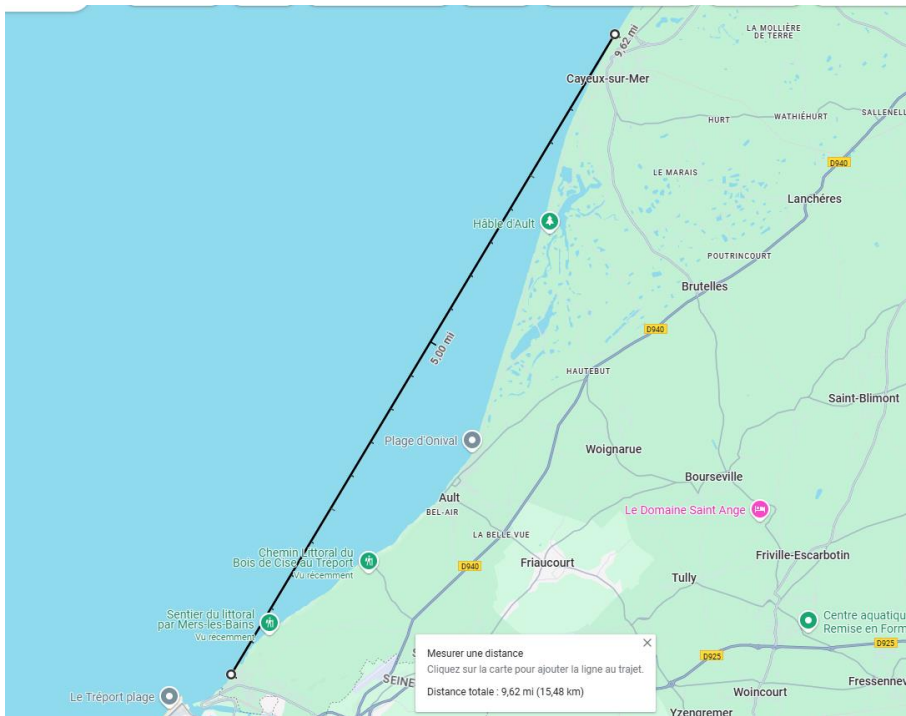 LA MOLLIÈRE
DE TERRE
9,62 mi
Cayeux-sur-Mer
SALLENELL
WATHIÉHURT
HURT
D940
LE MARAIS
Lanchères
Hâble d'Ault
POUTRINCOURT
Brutelles
D940
5,00 mi
HAUTEBUT
Saint-Blimont
Plage d'Onival
Woignarue
Bourseville
Ault
BEL-AIR
Le Domaine Saint Ange
LA BELLE VUE
Chemin Littoral du
Bois de Cise au Tréport
Vu récemment
D940
Friaucourt
Friville-Escarbotin
Tully
Sentier du littoral
par Mers-les-Bains
Vu récemment
Centre aquatiqu
Remise en Form
D925
Mesurer une distance
Cliquez sur la carte pour ajouter la ligne au trajet.
Distance totale : 9,62 mi (15,48 km)
D925
SEINE
Fressennev
Le Tréport plage
Woincourt
Yzengremer